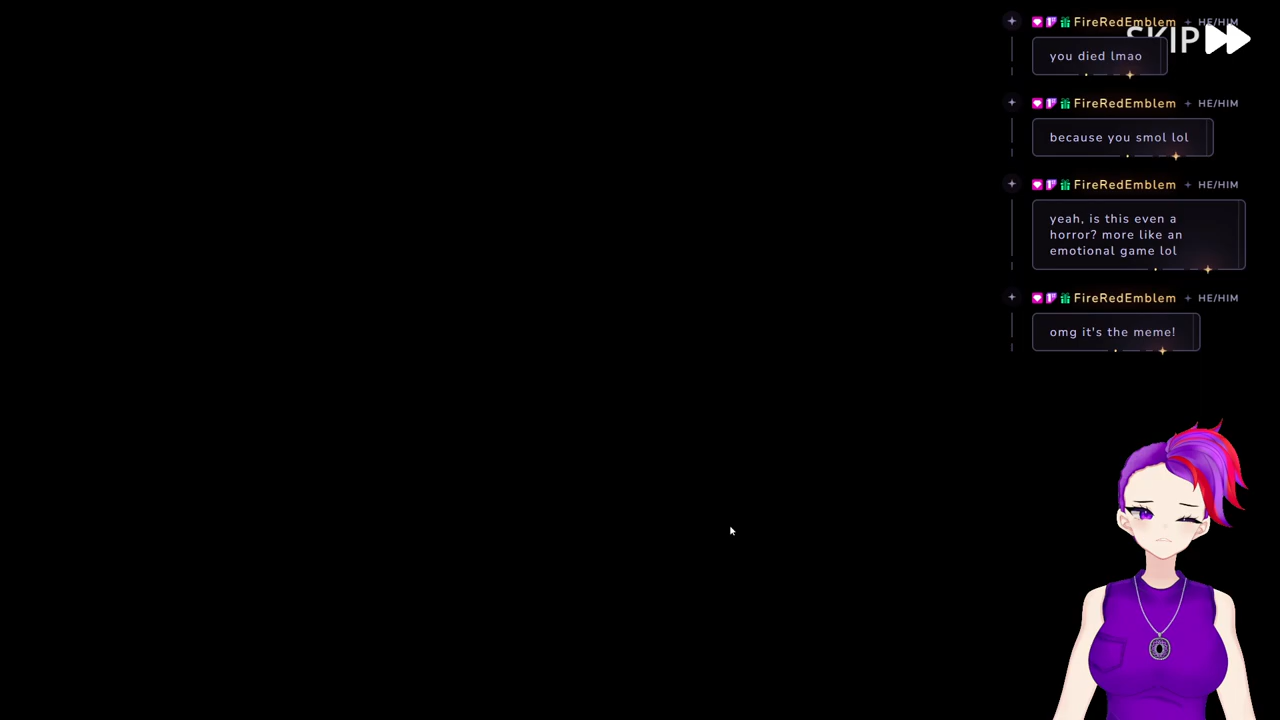 FireRedEmblem HE/HIM
SKIP
you died lmao
FireRedEmblem HE/HIM
because you smol lol
FireRedEmblem HE/HIM
yeah, is this even a
horror? more like an
emotional game lol
FireRedEmblem HE/HIM
omg it's the meme!